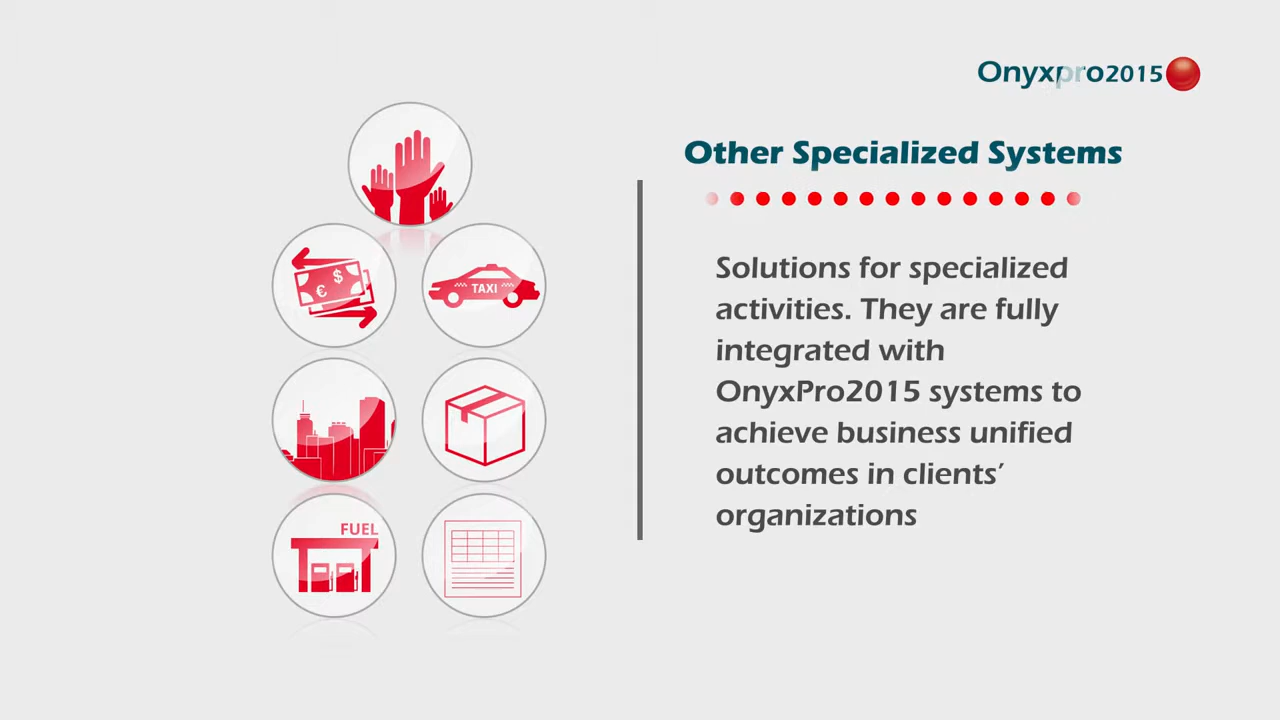 Onyxpro2015
Other Specialized Systems
Solutions for specialized
activities. They are fully
integrated with
OnyxPro2015 systems to
achieve business unified
outcomes in clients’
organizations
$
€
TAXI
FUEL